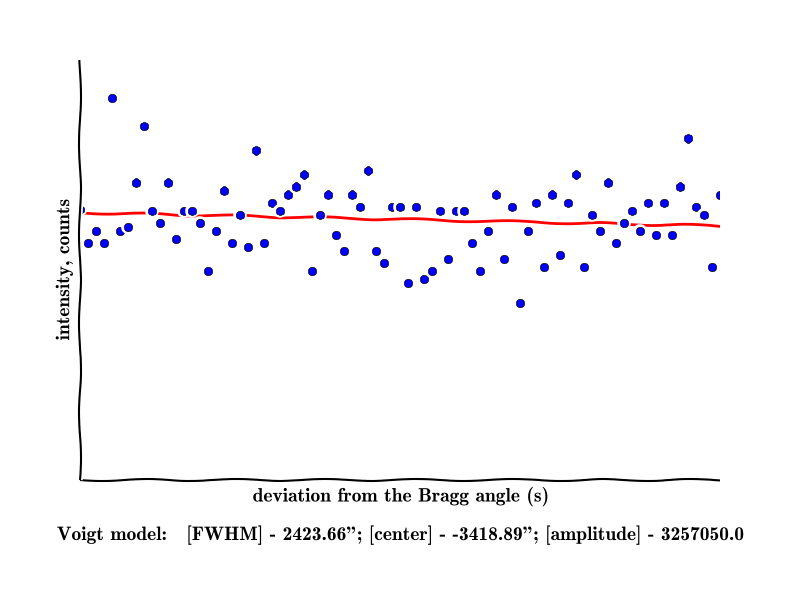 intensity, counts
deviation from the Bragg angle (s)
Voigt model: [FWHM] - 2423.66”; [center] - -3418.89”; [amplitude] - 3257050.0